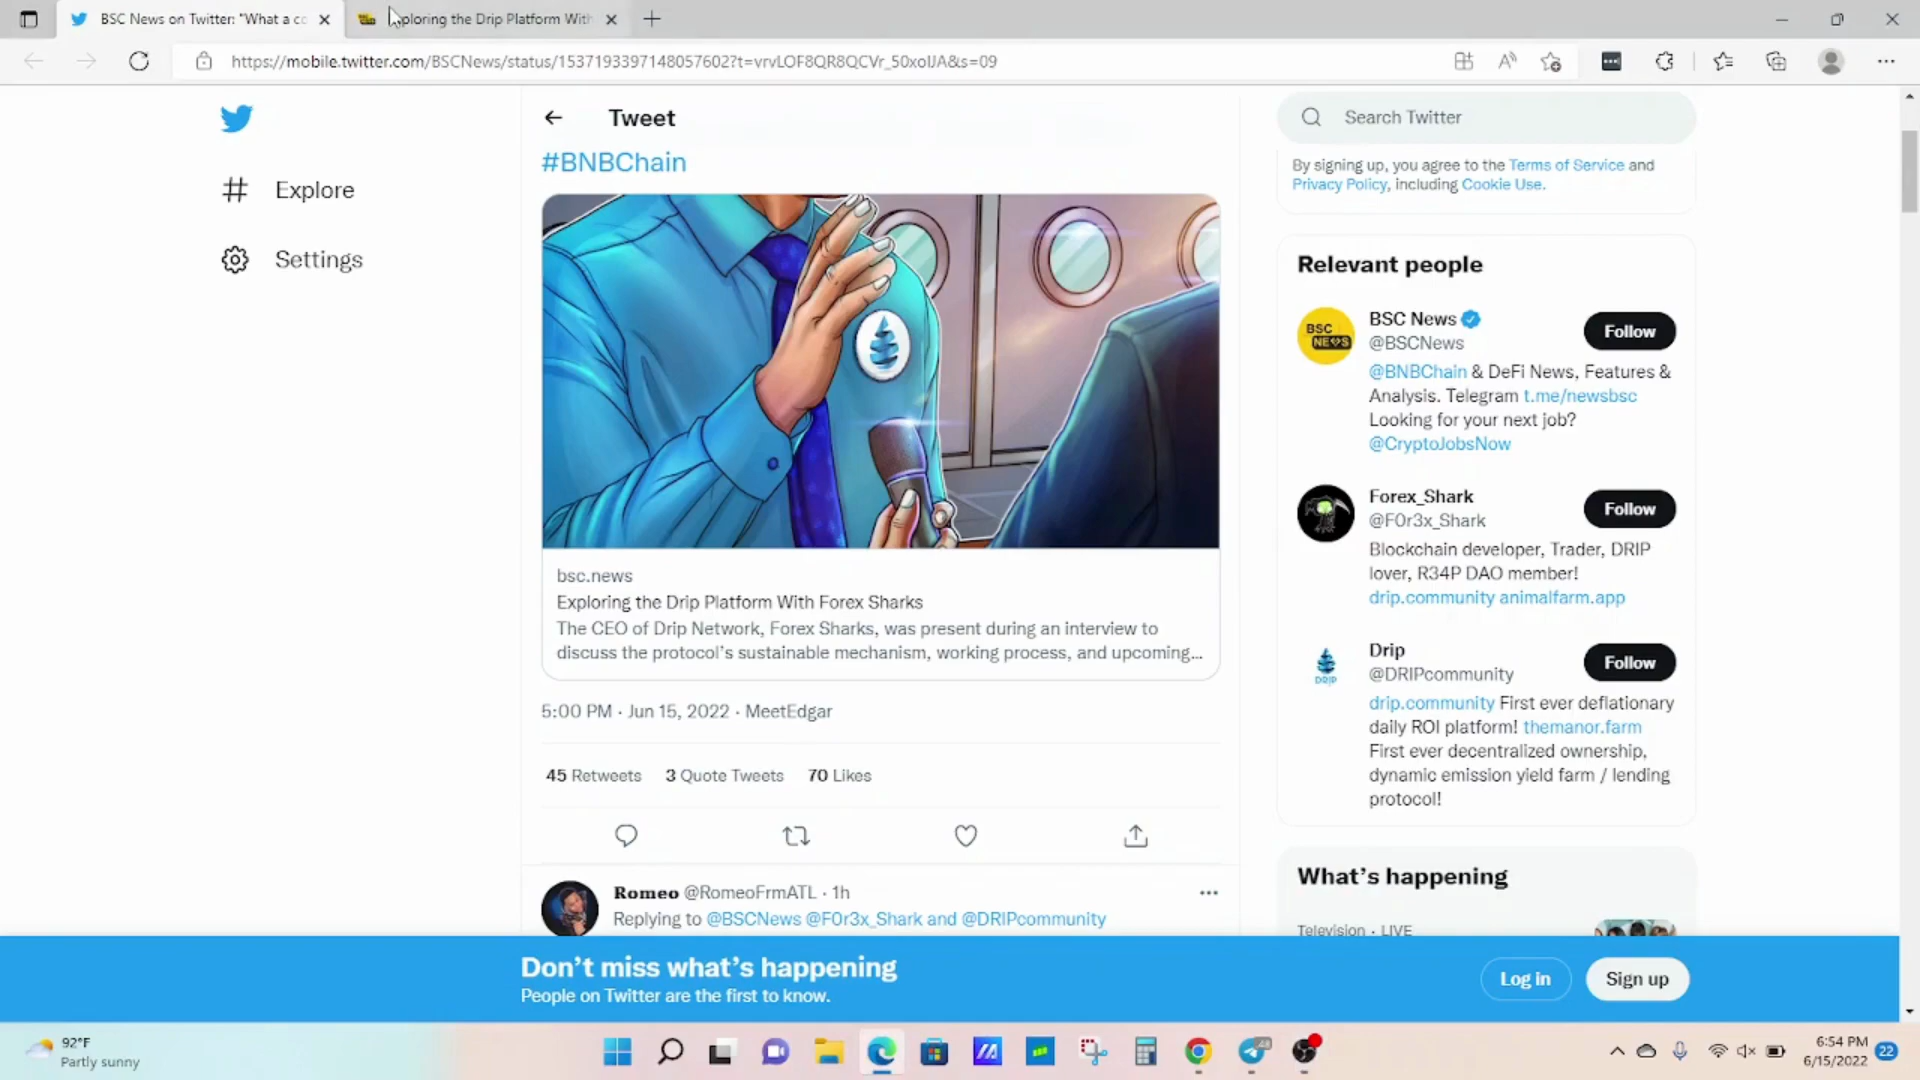 BSC News on Twitter: "What a cc
ploring the Drip Platform With
https://mobile.twitter.com/BSCNews/status/1537193397148057602?t=vrvLOF8QR8QCVr_50xolJA&s=09
Tweet
#BNBChain
bsc.news
Exploring the Drip Platform With Forex Sharks
The CEO of Drip Network, Forex Sharks, was present during an interview to
discuss the protocol's sustainable mechanism, working process, and upcoming...
5:00 PM · Jun 15, 2022 · MeetEdgar
45 Retweets 3 Quote Tweets 70 Likes
Romeo @RomeoFrmATL · 1h
Replying to @BSCNews @F0r3x_Shark and @DRIPcommunity
Explore
Settings
Search Twitter
By signing up, you agree to the Terms of Service and
Privacy Policy, including Cookie Use.
Relevant people
BSC NEWS
BSC News
@BSCNews
Follow
@BNBChain & DeFi News, Features &
Analysis. Telegram t.me/newsbsc
Looking for your next job?
@CryptoJobsNow
Forex_Shark
@F0r3x_Shark
Follow
Blockchain developer, Trader, DRIP
lover, R34P DAO member!
drip.community animalfarm.app
DRIP
Drip
@DRIPcommunity
Follow
drip.community First ever deflationary
daily ROI platform! themanor.farm
First ever decentralized ownership,
dynamic emission yield farm / lending
protocol!
What's happening
Television · LIVE
Don't miss what's happening
People on Twitter are the first to know.
Log in
Sign up
92°F
Partly sunny
6:54 PM
6/15/2022
22